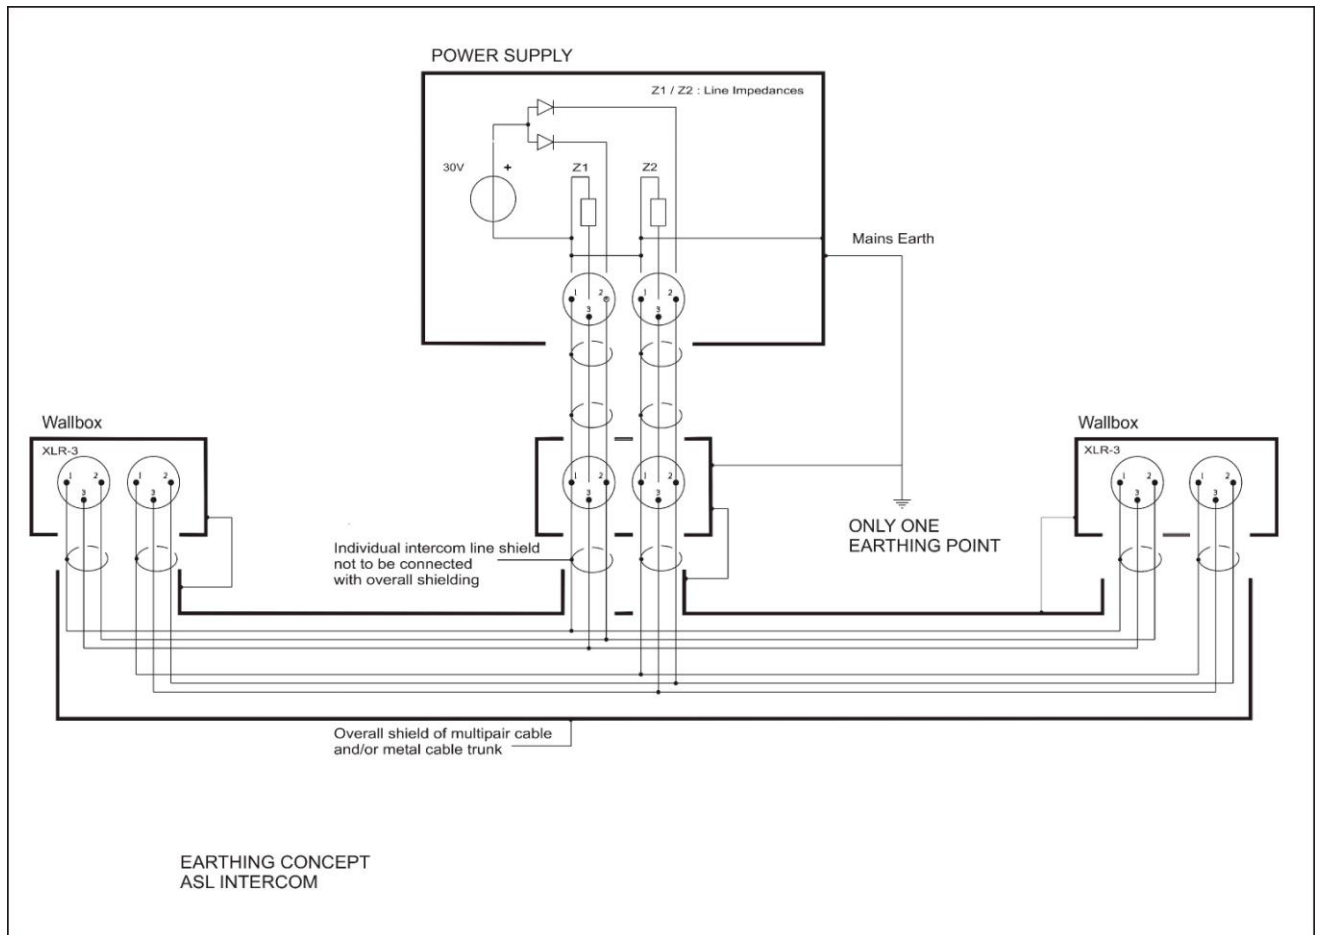 POWER SUPPLY
Z1 / Z2 : Line Impedances
30V
+
Z1
Z2
Mains Earth
1 2
3
1 2
3
Wallbox
XLR-3
1 2
3
1 2
3
1 2
3
1 2
3
Wallbox
XLR-3
1 2
3
1 2
3
ONLY ONE
EARTHING POINT
Individual intercom line shield
not to be connected
with overall shielding
Overall shield of multipair cable
and/or metal cable trunk
EARTHING CONCEPT
ASL INTERCOM